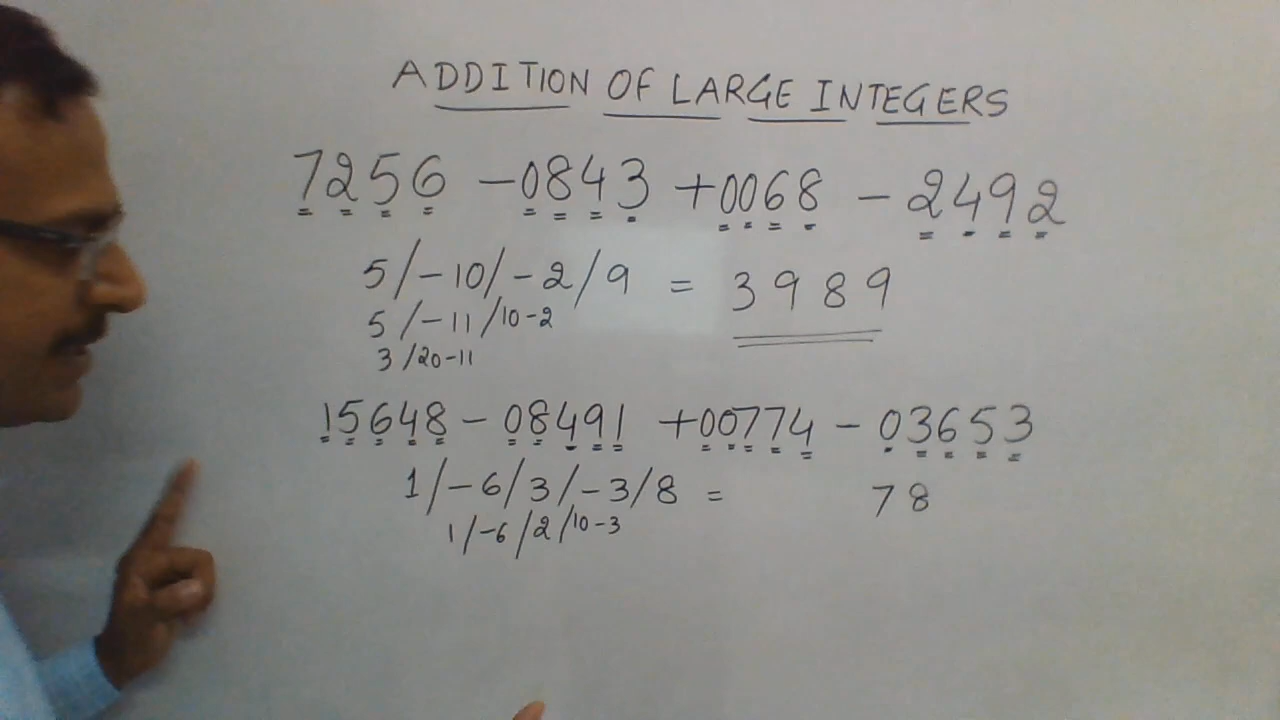 ADDITION OF LARGE INTEGERS
7256 -0843 +0068 - 2492
5/-10/-2/9 = 3989
5/-11/10-2
3/20-11
15648 - 08491 +00774 - 03653
1/-6/3/-3/8 = 78
1/-6/2/10-3